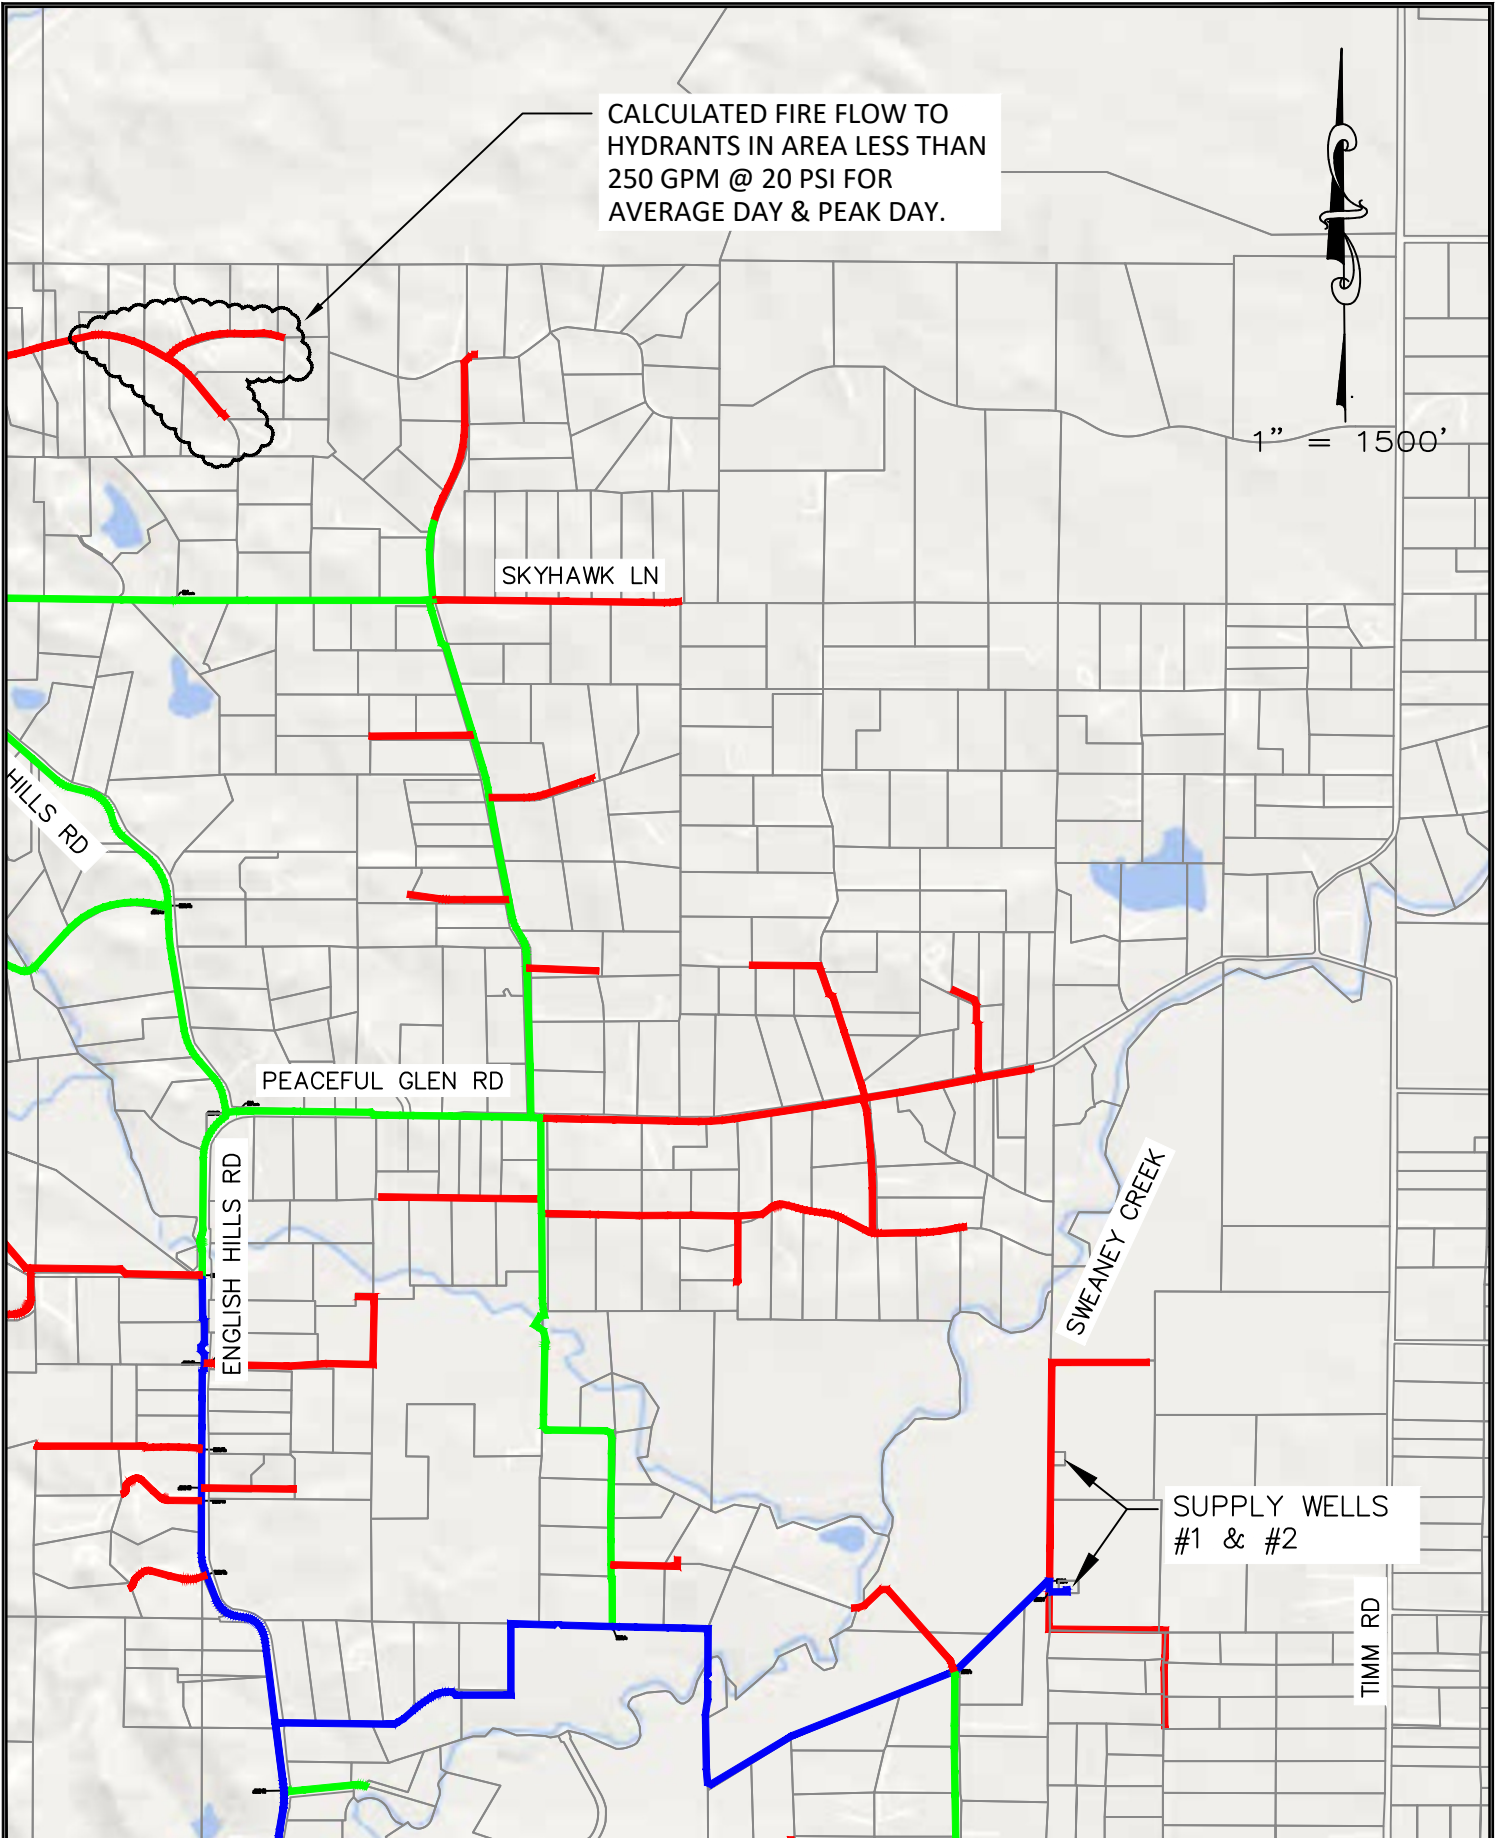 CALCULATED FIRE FLOW TO
HYDRANTS IN AREA LESS THAN
250 GPM @ 20 PSI FOR
AVERAGE DAY & PEAK DAY.
1" = 1500'
SKYHAWK LN
HILLS RD
PEACEFUL GLEN RD
ENGLISH HILLS RD
SWEANEY CREEK
SUPPLY WELLS
#1 & #2
TIMM RD